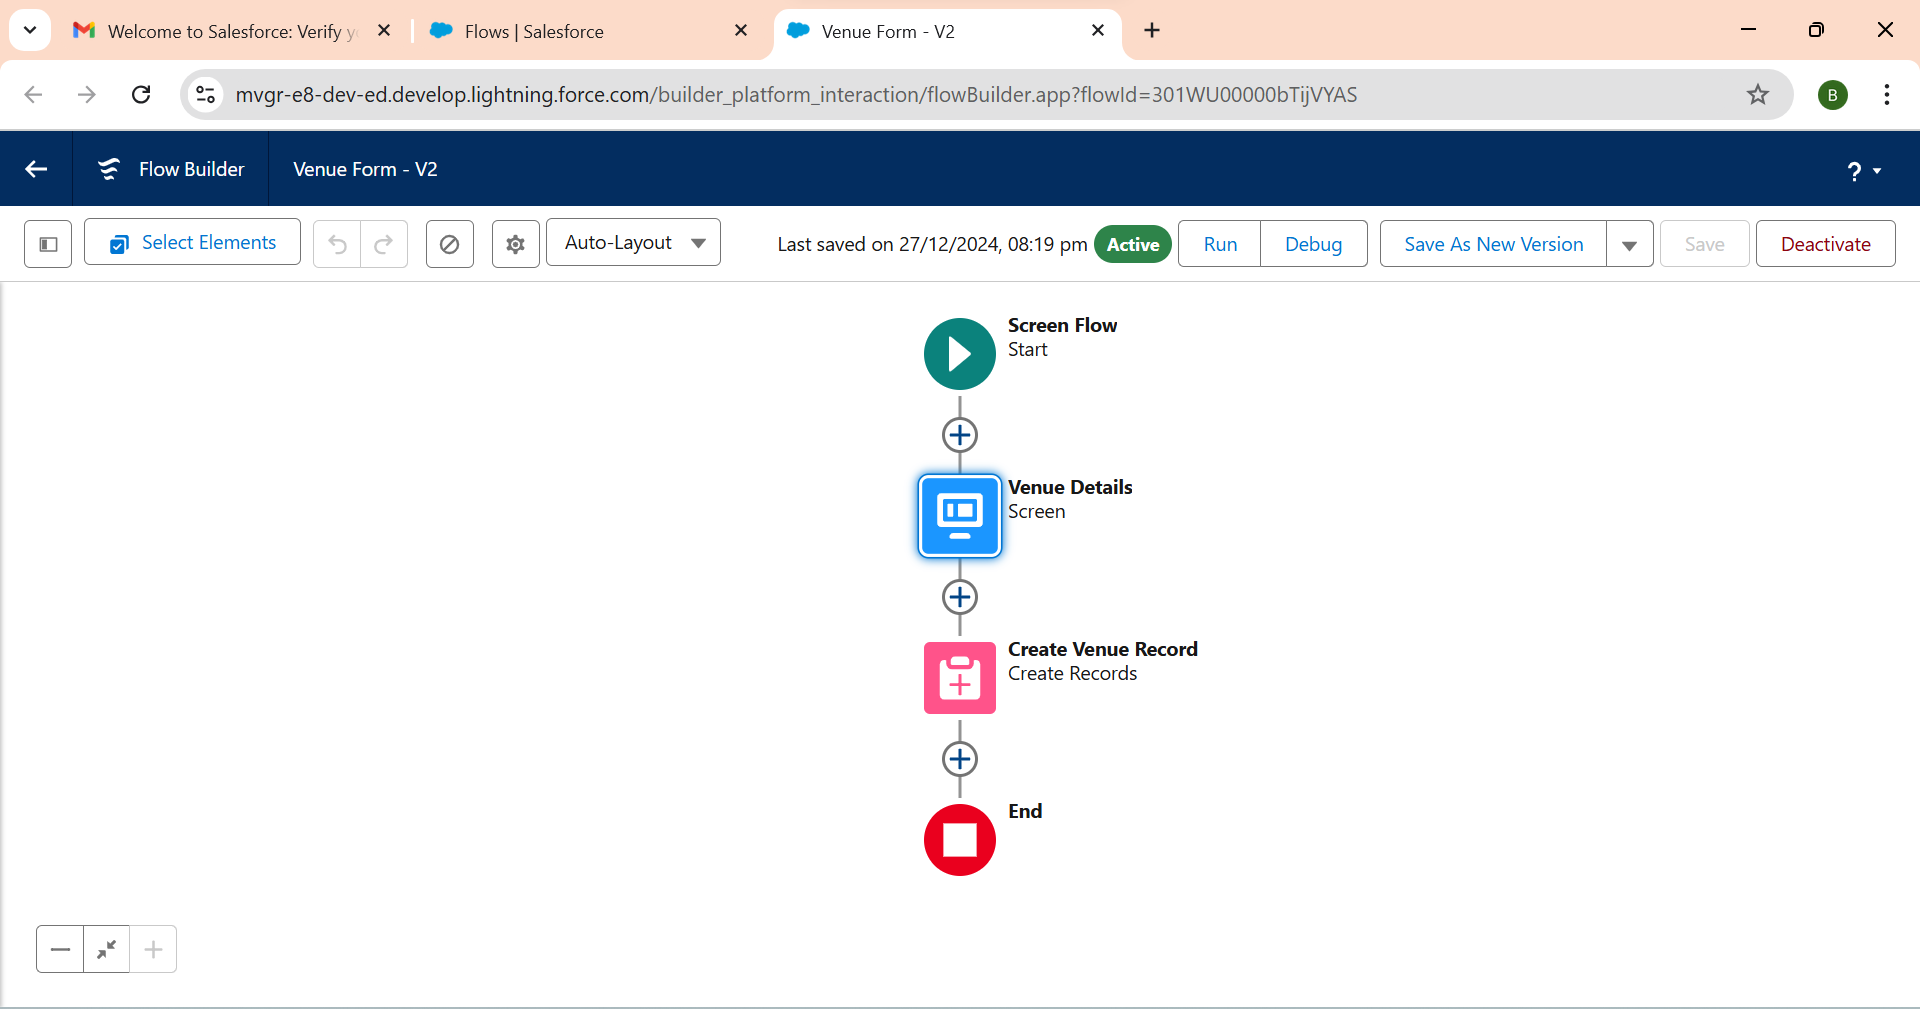 Welcome to Salesforce: Verify y
Flows | Salesforce
Venue Form - V2
mvgr-e8-dev-ed.develop.lightning.force.com/builder_platform_interaction/flowBuilder.app?flowId=301WU00000bTijVYAS
B
Flow Builder
Venue Form - V2
?
Select Elements
Auto-Layout
Last saved on 27/12/2024, 08:19 pm
Active
Run
Debug
Save As New Version
Save
Deactivate
Screen Flow
Start
Venue Details
Screen
Create Venue Record
Create Records
End